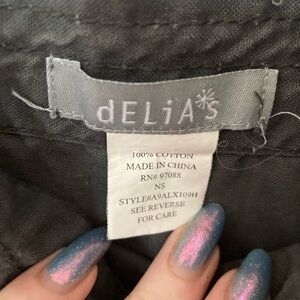 dELiA*s
100% COTTON
MADE IN CHINA
RN# 97088
NS
STYLE#A9ALX109H
SEE REVERSE
FOR CARE